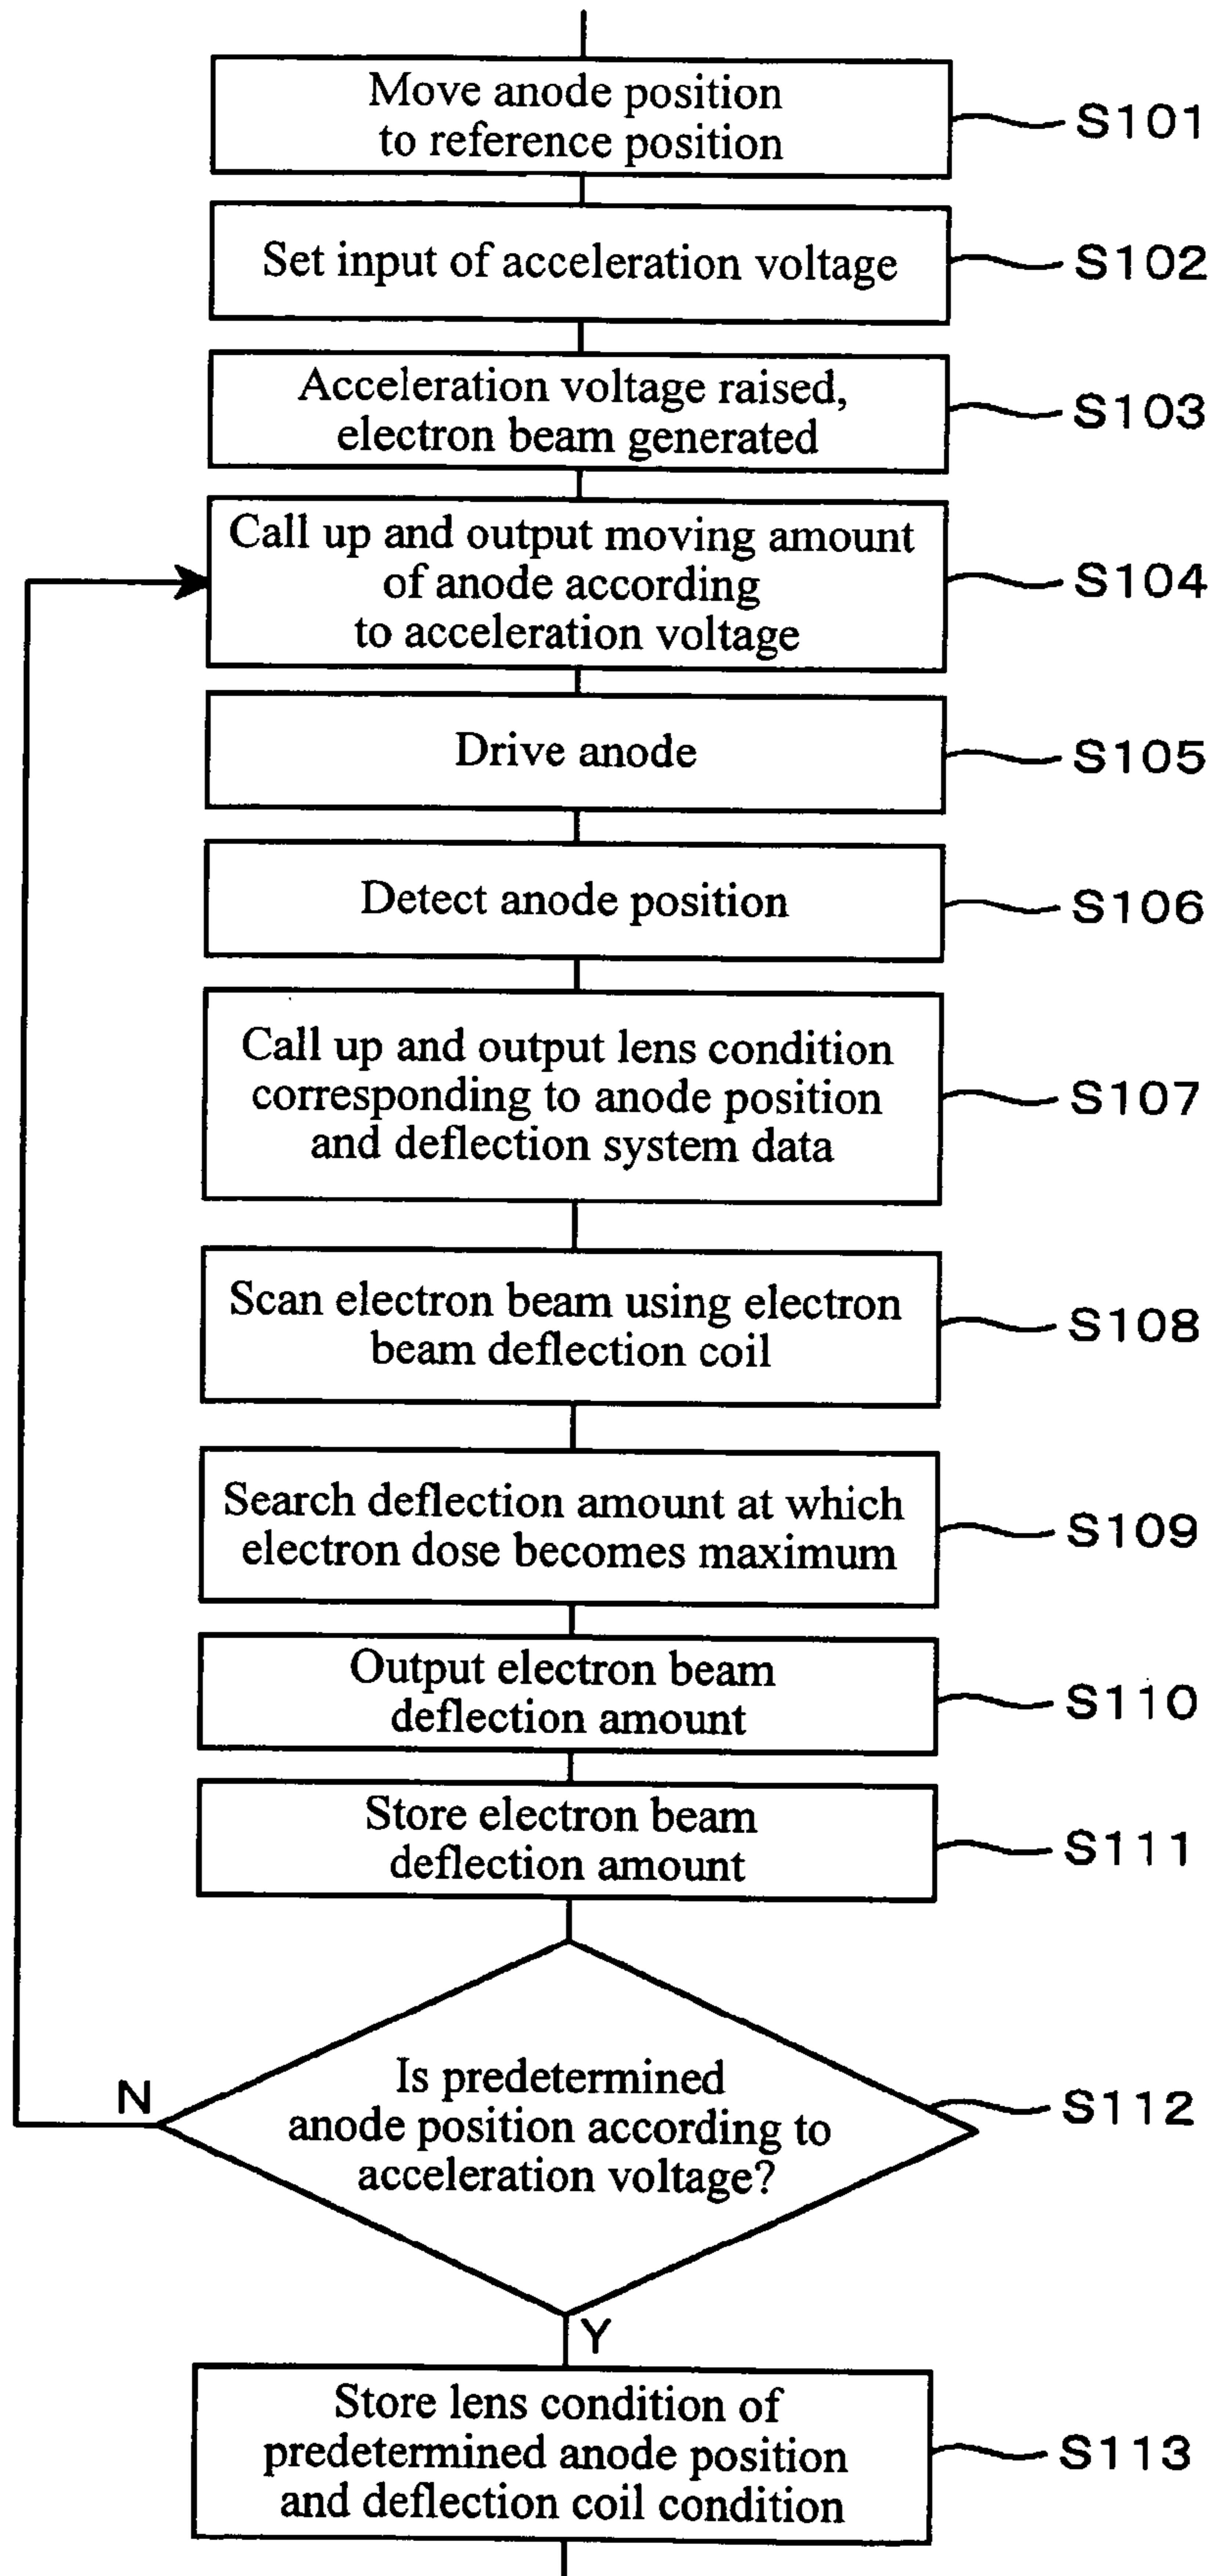 Move anode position
to reference position
S101
Set input of acceleration voltage
S102
Acceleration voltage raised,
electron beam generated
S103
Call up and output moving amount
of anode according
to acceleration voltage
S104
Drive anode
S105
Detect anode position
S106
Call up and output lens condition
corresponding to anode position
and deflection system data
S107
Scan electron beam using electron
beam deflection coil
S108
Search deflection amount at which
electron dose becomes maximum
S109
Output electron beam
deflection amount
S110
Store electron beam
deflection amount
S111
Is predetermined
anode position according to
acceleration voltage?
S112
N
Y
Store lens condition of
predetermined anode position
and deflection coil condition
S113